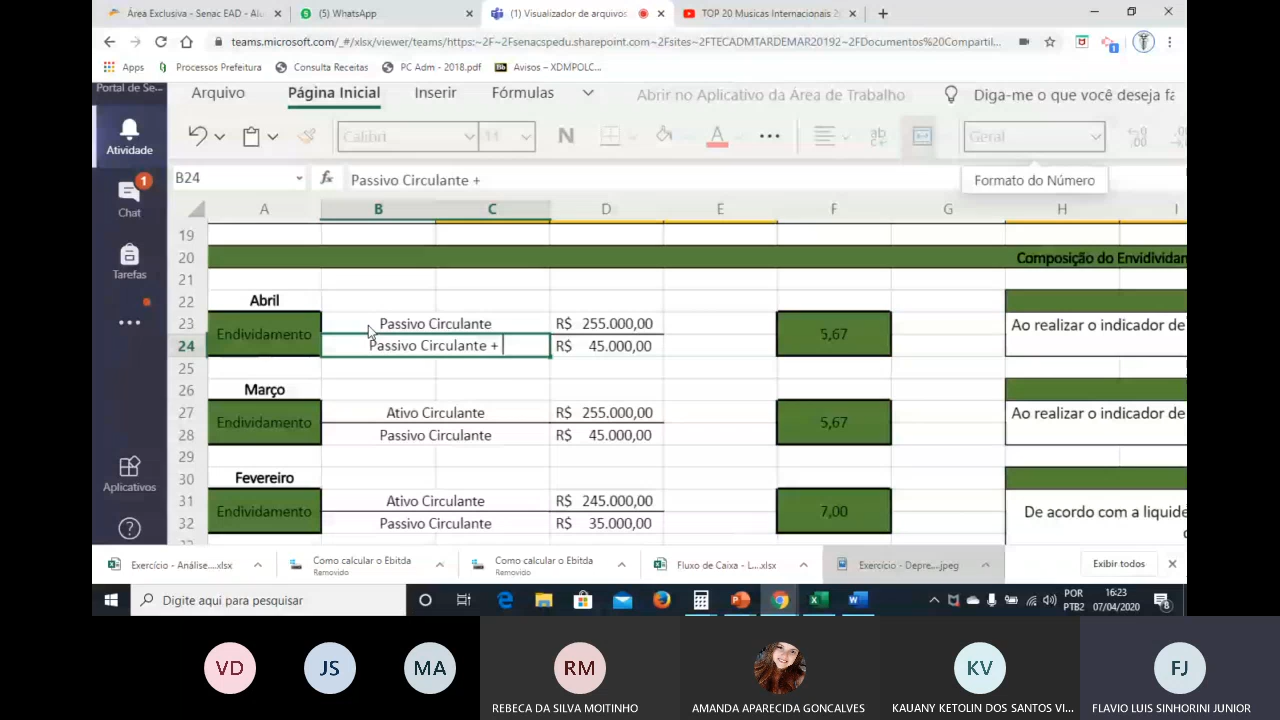 Área Exclusiva - Senac EAD - Alu
(5) WhatsApp
(1) Visualizador de arquivos
TOP 20 Musicas Internacionais 2
teams.microsoft.com/_#/xlsx/viewer/teams/https:~2F~2Fsenacspedu.sharepoint.com~2Fsites~2FTECADMTARDEMAR20192~2FDocumentos%20Compartil...
Apps
Processos Prefeitura
Consulta Receitas
PC Adm - 2018.pdf
Avisos – XDMPOLC...
Portal de Se...
Arquivo
Página Inicial
Inserir
Fórmulas
Abrir no Aplicativo da Área de Trabalho
Diga-me o que você deseja fa
Atividade
Calibri
11
N
Geral
B24
Passivo Circulante +
Formato do Número
Chat
1
A B C D E F G H I
19
20 Composição do Envidividan
21
22 Abril
23 Endividamento Passivo Circulante R$ 255.000,00 5,67 Ao realizar o indicador de
24 Passivo Circulante + R$ 45.000,00
25
26 Março
27 Endividamento Ativo Circulante R$ 255.000,00 5,67 Ao realizar o indicador de
28 Passivo Circulante R$ 45.000,00
29
30 Fevereiro
31 Endividamento Ativo Circulante R$ 245.000,00 7,00 De acordo com a liquide
32 Passivo Circulante R$ 35.000,00
Tarefas
Aplicativos
Exercício - Análise....xlsx
Como calcular o Ebitda
Removido
Como calcular o Ebitda
Removido
Fluxo de Caixa - L....xlsx
Exercício - Depre....jpeg
Exibir todos
Digite aqui para pesquisar
POR
PTB2
16:23
07/04/2020
8
VD
JS
MA
RM
KV
FJ
REBECA DA SILVA MOITINHO
AMANDA APARECIDA GONCALVES
KAUANY KETOLIN DOS SANTOS VI...
FLAVIO LUIS SINHORINI JUNIOR